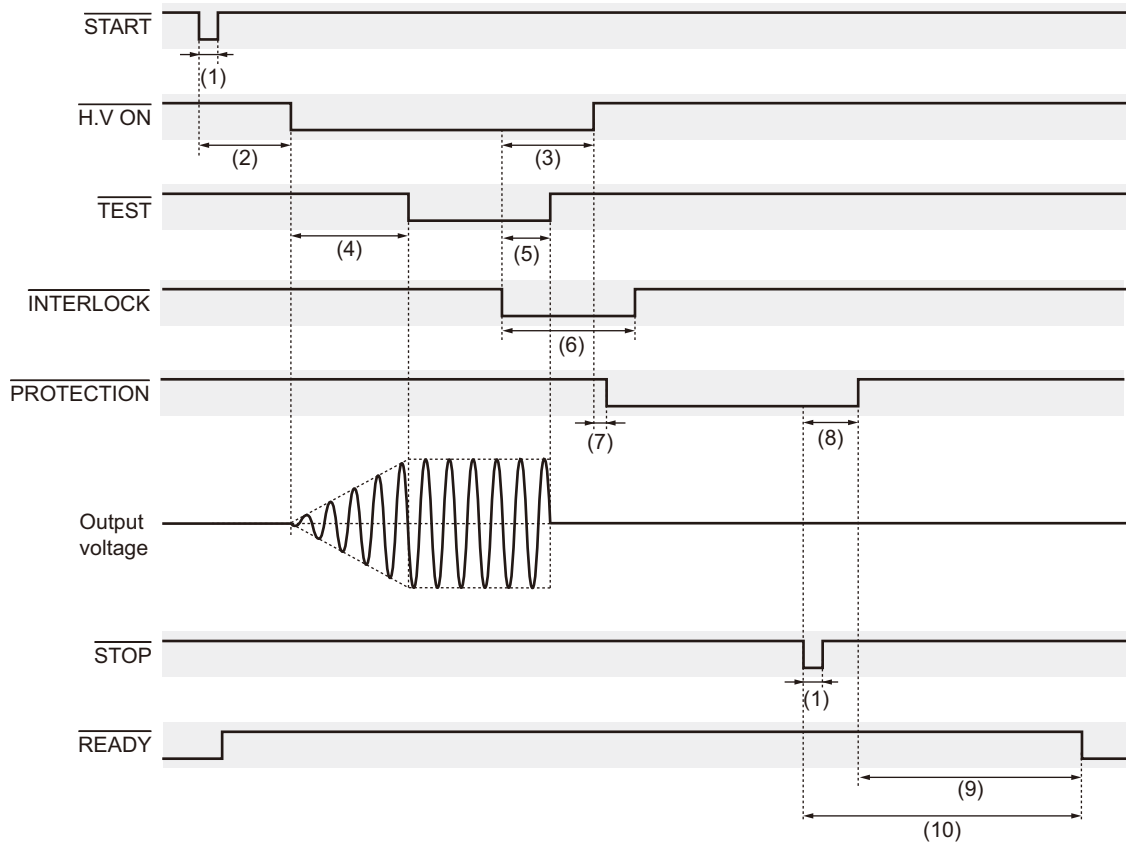 START
(1)
H.V ON
(2)
(3)
TEST
(4)
(5)
INTERLOCK
(6)
PROTECTION
(7)
(8)
Output
voltage
STOP
(1)
READY
(9)
(10)